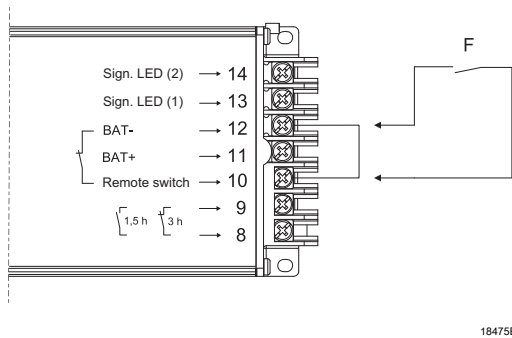 F
Sign. LED (2) → 14
Sign. LED (1) → 13
BAT- → 12
BAT+ → 11
Remote switch → 10
→ 9
1,5 h 3 h
→ 8
18475E